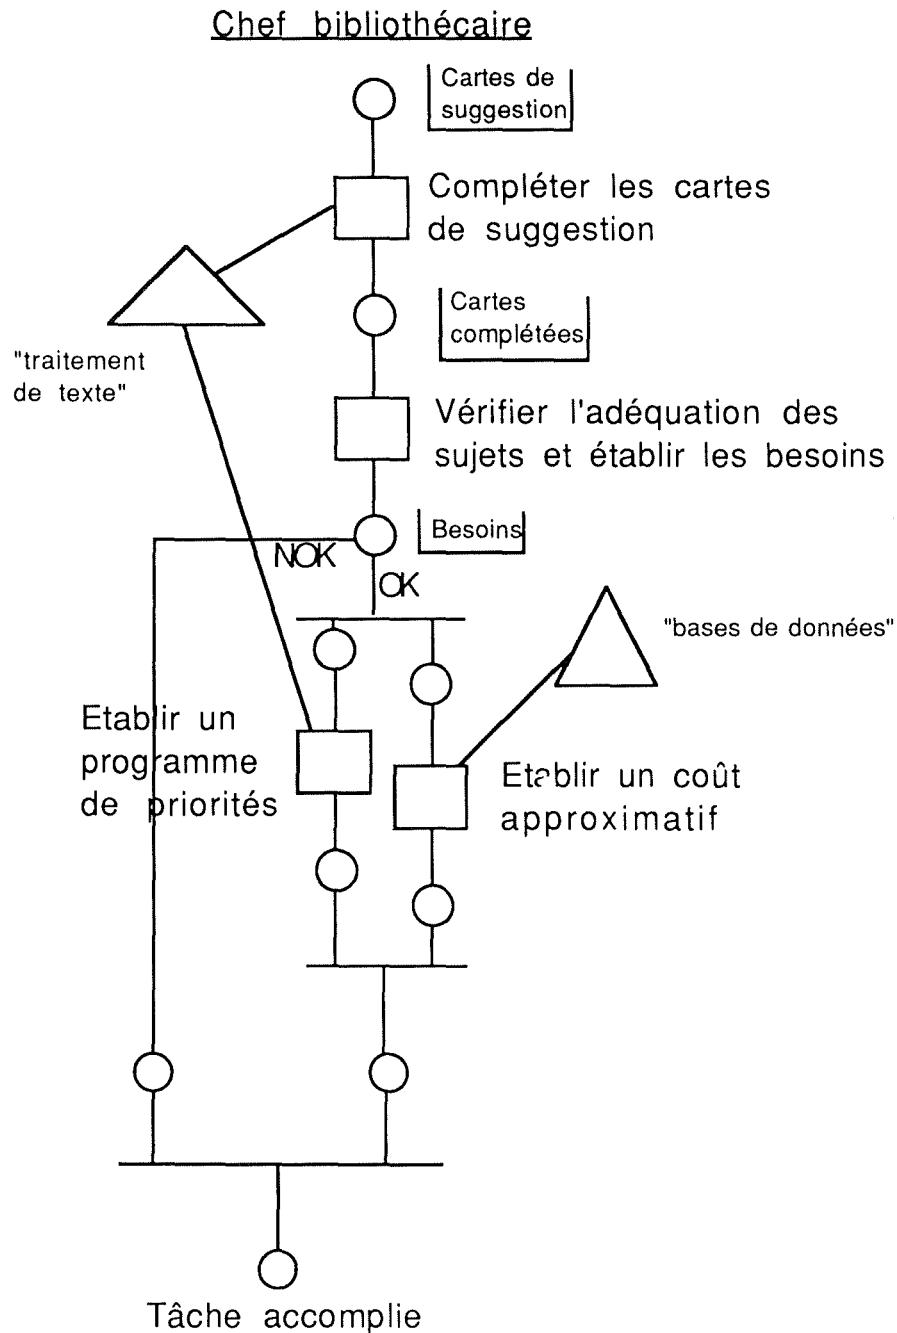 Chef bibliothécaire
Cartes de
suggestion
Compléter les cartes
de suggestion
Cartes
complétées
"traitement
de texte"
Vérifier l'adéquation des
sujets et établir les besoins
Besoins
NOK
OK
"bases de données"
Etablir un
programme
de priorités
Etablir un coût
approximatif
Tâche accomplie